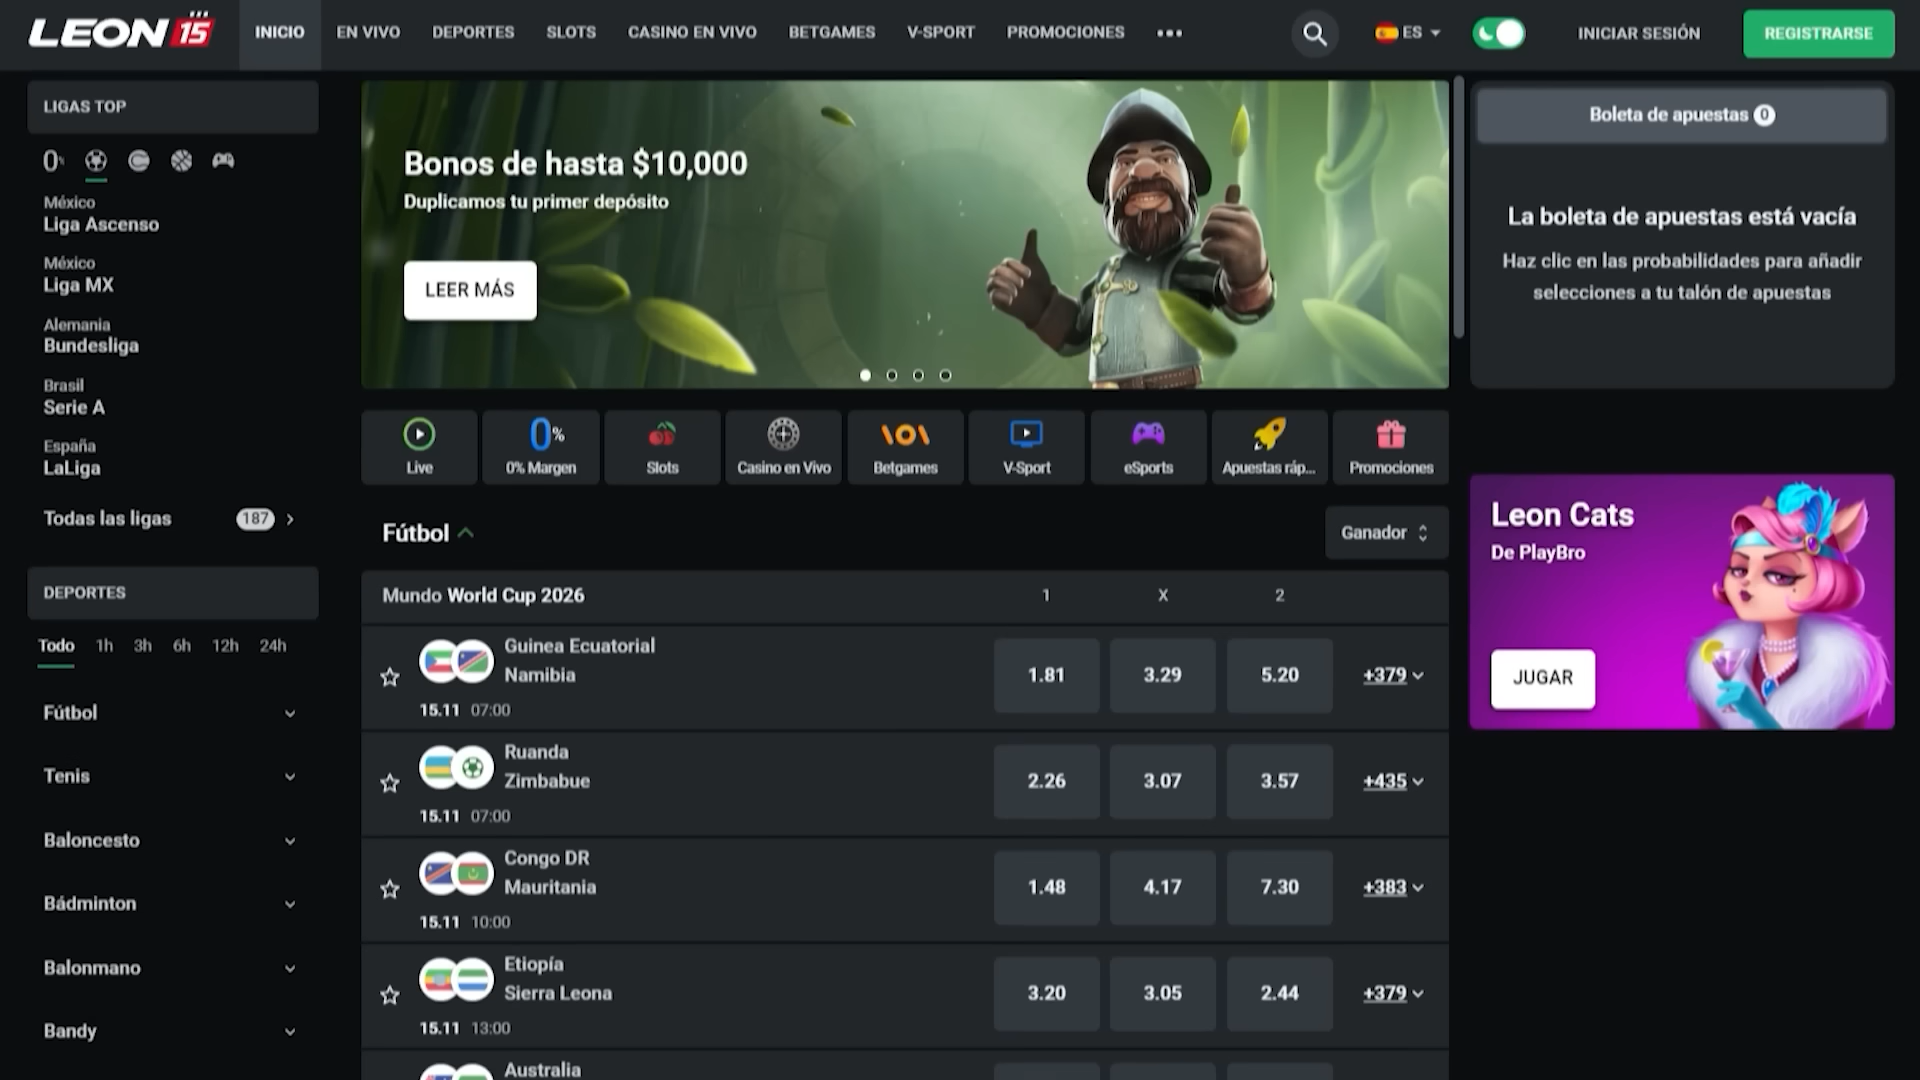 LEON 15
INICIO
EN VIVO
DEPORTES
SLOTS
CASINO EN VIVO
BETGAMES
V-SPORT
PROMOCIONES
ES
INICIAR SESIÓN
REGISTRARSE
LIGAS TOP
0%
México
Liga Ascenso
México
Liga MX
Alemania
Bundesliga
Brasil
Serie A
España
LaLiga
Todas las ligas 187
DEPORTES
Todo 1h 3h 6h 12h 24h
Fútbol
Tenis
Baloncesto
Bádminton
Balonmano
Bandy
Bonos de hasta $10,000
Duplicamos tu primer depósito
LEER MÁS
Live
0%
0% Margen
Slots
Casino en Vivo
Betgames
V-Sport
eSports
Apuestas ráp...
Promociones
Fútbol
Ganador
Mundo World Cup 2026 1 X 2
Guinea Ecuatorial
Namibia
15.11 07:00
1.81 3.29 5.20 +379
Ruanda
Zimbabue
15.11 07:00
2.26 3.07 3.57 +435
Congo DR
Mauritania
15.11 10:00
1.48 4.17 7.30 +383
Etiopía
Sierra Leona
15.11 13:00
3.20 3.05 2.44 +379
Australia
Boleta de apuestas 0
La boleta de apuestas está vacía
Haz clic en las probabilidades para añadir
selecciones a tu talón de apuestas
Leon Cats
De PlayBro
JUGAR